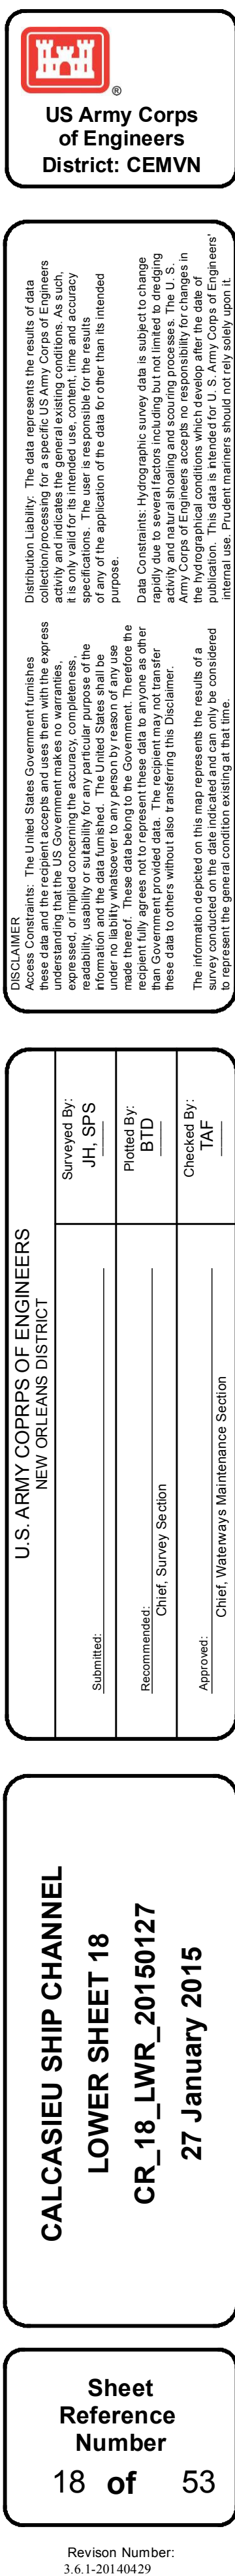 ®
US Army Corps
of Engineers
District: CEMVN
DISCLAIMER
Access Constraints: The United States Government furnishes
these data and the recipient accepts and uses them with the express
understanding that the US Government makes no warranties,
expressed, or implied concerning the accuracy, completeness,
readability, usability or suitability for any particular purpose of the
information and the data furnished. The United States shall be
under no liability whatsoever to any person by reason of any use
made thereof. These data belong to the Government. Therefore the
recipient fully agrees not to represent these data to anyone as other
than Government provided data. The recipient may not transfer
these data to others without also transferring this Disclaimer.
The information depicted on this map represents the results of a
survey conducted on the date indicated and can only be considered
to represent the general condition existing at that time.
Distribution Liability: The data represents the results of data
collection/processing for a specific US Army Corps of Engineers
activity and indicates the general existing conditions. As such,
it is only valid for its intended use, content, time and accuracy
specifications. The user is responsible for the results
of any of the application of the data for other than its intended
purpose.
Data Constraints: Hydrographic survey data is subject to change
rapidly due to several factors including but not limited to dredging
activity and natural shoaling and scouring processes. The U. S.
Army Corps of Engineers accepts no responsibility for changes in
the hydrographical conditions which develop after the date of
publication. This data is intended for U. S. Army Corps of Engineers'
internal use. Prudent mariners should not rely solely upon it.
U.S. ARMY COPRPS OF ENGINEERS
NEW ORLEANS DISTRICT
Submitted:
Surveyed By:
JH, SPS
Recommended:
Chief, Survey Section
Plotted By:
BTD
Approved:
Chief, Waterways Maintenance Section
Checked By:
TAF
CALCASIEU SHIP CHANNEL
LOWER SHEET 18
CR_18_LWR_20150127
27 January 2015
Sheet
Reference
Number
18 of 53
Revison Number:
3.6.1-20140429